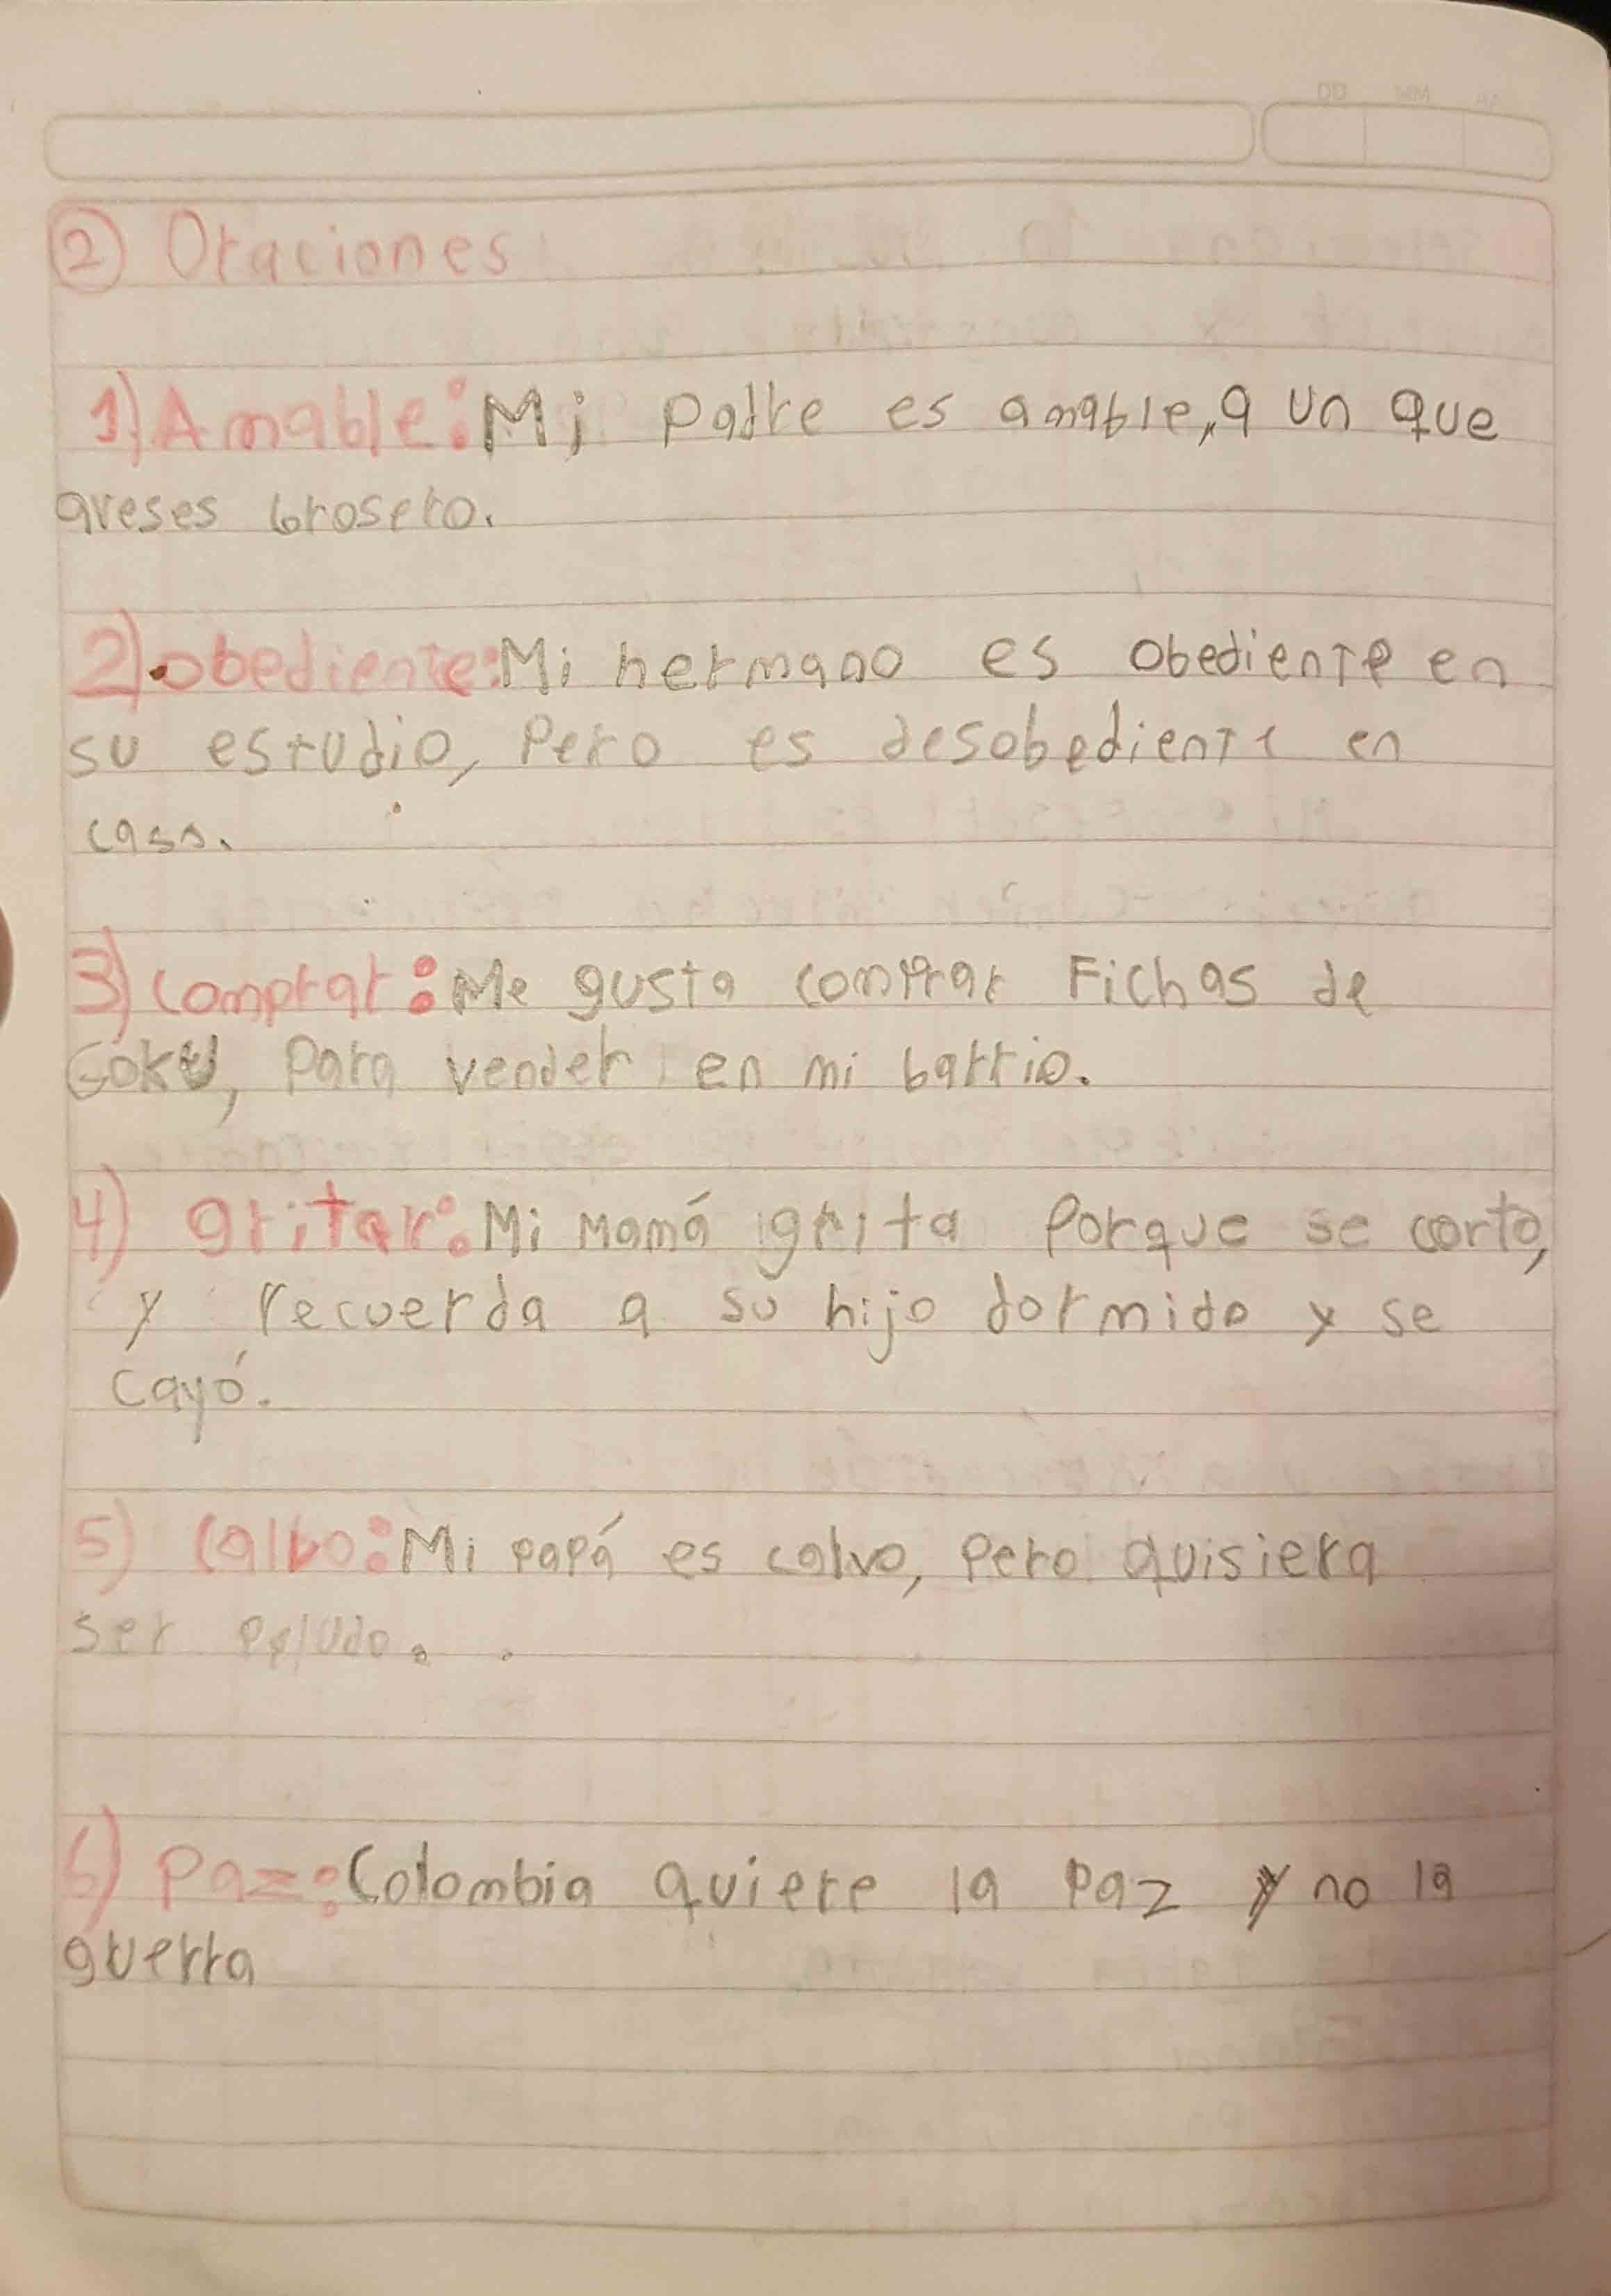 DD MM AA
② Oraciones
1) Amable: Mi padre es amable, a un que
aveses Grosero.
2) obediente: Mi hermano es obediente en
su estudio, Pero es desobediente en
casa.
3) comprar: Me gusta comprar Fichas de
Goku, Para vender en mi barrio.
4) gritar: Mi Mamá grita Porque se corto,
y recuerda a su hijo dormido y se
cayó.
5) Calvo: Mi papá es calvo, Pero quisiera
ser Peludo.
6) Paz: Colombia quiere la Paz y no la
guerra